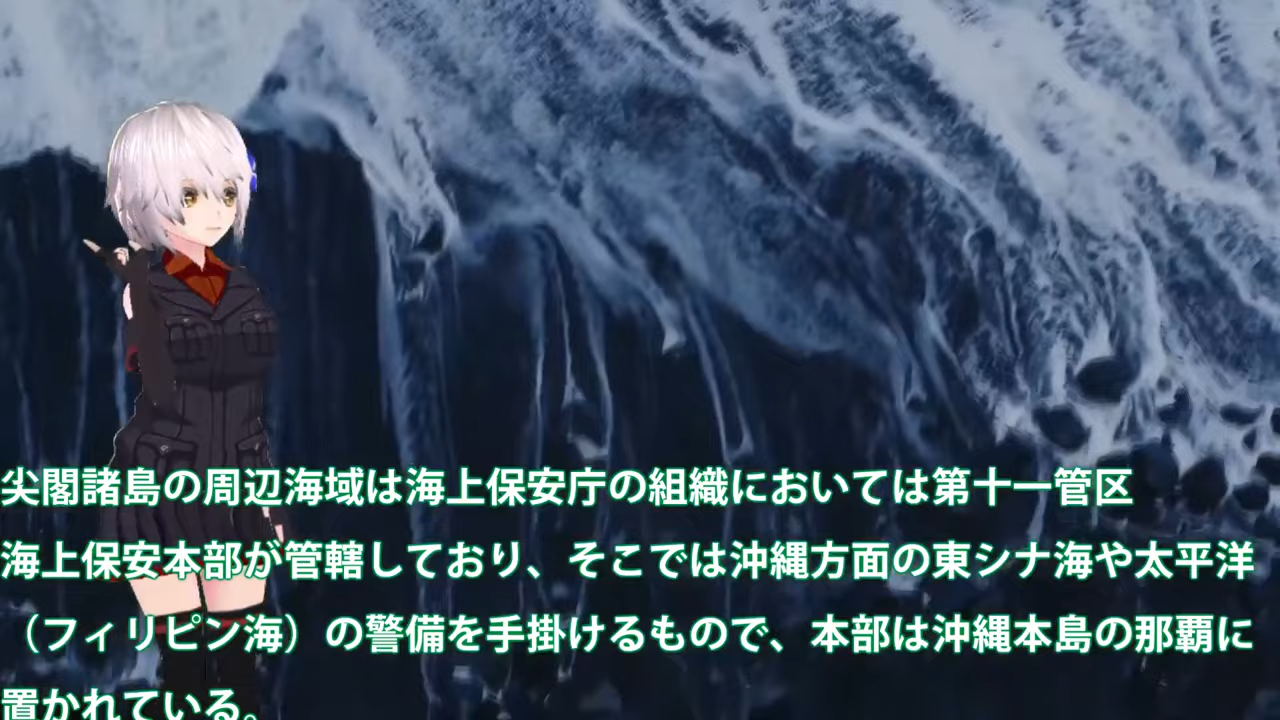 尖閣諸島の周辺海域は海上保安庁の組織においては第十一管区
海上保安本部が管轄しており、そこでは沖縄方面の東シナ海や太平洋
（フィリピン海）の警備を手掛けるもので、本部は沖縄本島の那覇に
置かれている。